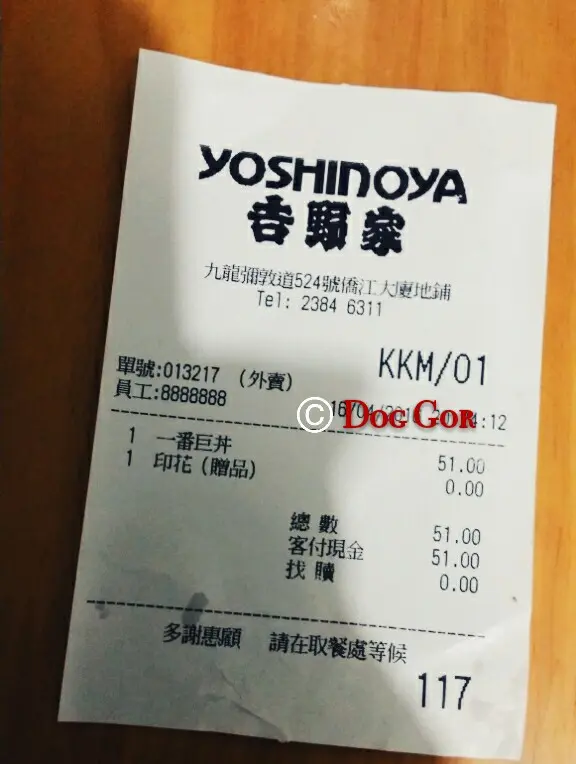 YOSHINOYA
吉野家
九龍彌敦道524號僑江大廈地鋪
Tel: 2384 6311
KKM/01
單號:013217 (外賣)
員工:8888888
© DOG GOR
1 一番巨丼 51.00
1 印花(贈品) 0.00
總數 51.00
客付現金 51.00
找贖 0.00
多謝惠顧 請在取餐處等候
117